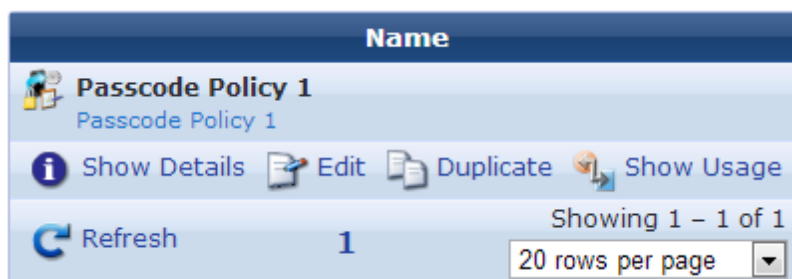 Name
Passcode Policy 1
Passcode Policy 1
Show Details Edit Duplicate Show Usage
Refresh 1 Showing 1 – 1 of 1
20 rows per page